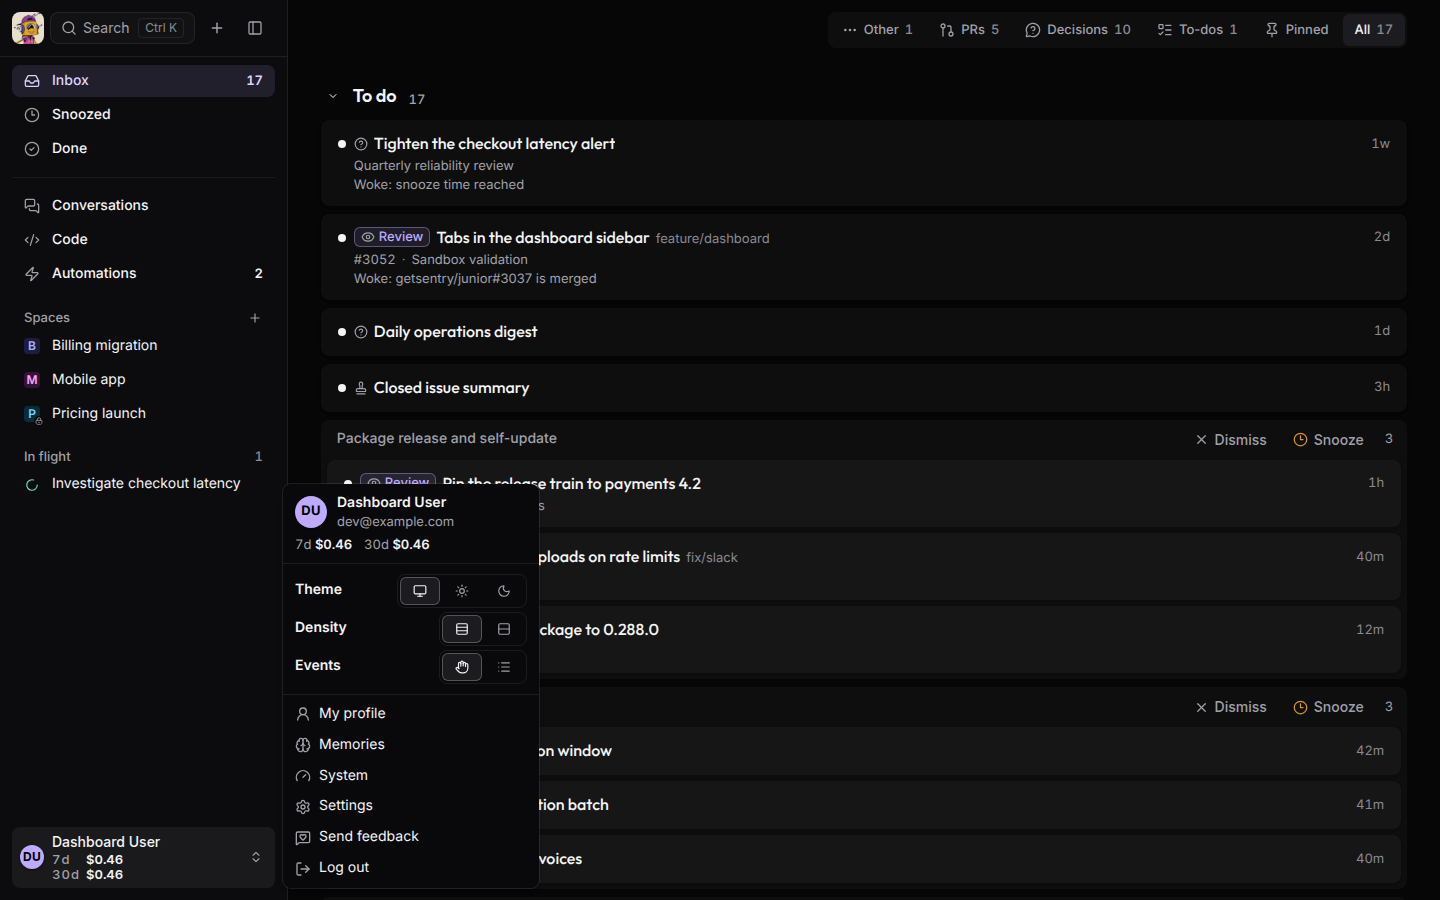 Search Ctrl K
Inbox 17
Snoozed
Done
Conversations
Code
Automations 2
Spaces
B Billing migration
M Mobile app
P Pricing launch
In flight 1
Investigate checkout latency
DU Dashboard User
7d $0.46
30d $0.46
Other 1 PRs 5 Decisions 10 To-dos 1 Pinned All 17
To do 17
Tighten the checkout latency alert 1w
Quarterly reliability review
Woke: snooze time reached
Review Tabs in the dashboard sidebar feature/dashboard 2d
#3052 · Sandbox validation
Woke: getsentry/junior#3037 is merged
Daily operations digest 1d
Closed issue summary 3h
Package release and self-update Dismiss Snooze 3
Review Pin the release train to payments 4.2 1h
s
ploads on rate limits fix/slack 40m
ckage to 0.288.0 12m
Dismiss Snooze 3
on window 42m
tion batch 41m
voices 40m
DU Dashboard User
dev@example.com
7d $0.46 30d $0.46
Theme
Density
Events
My profile
Memories
System
Settings
Send feedback
Log out